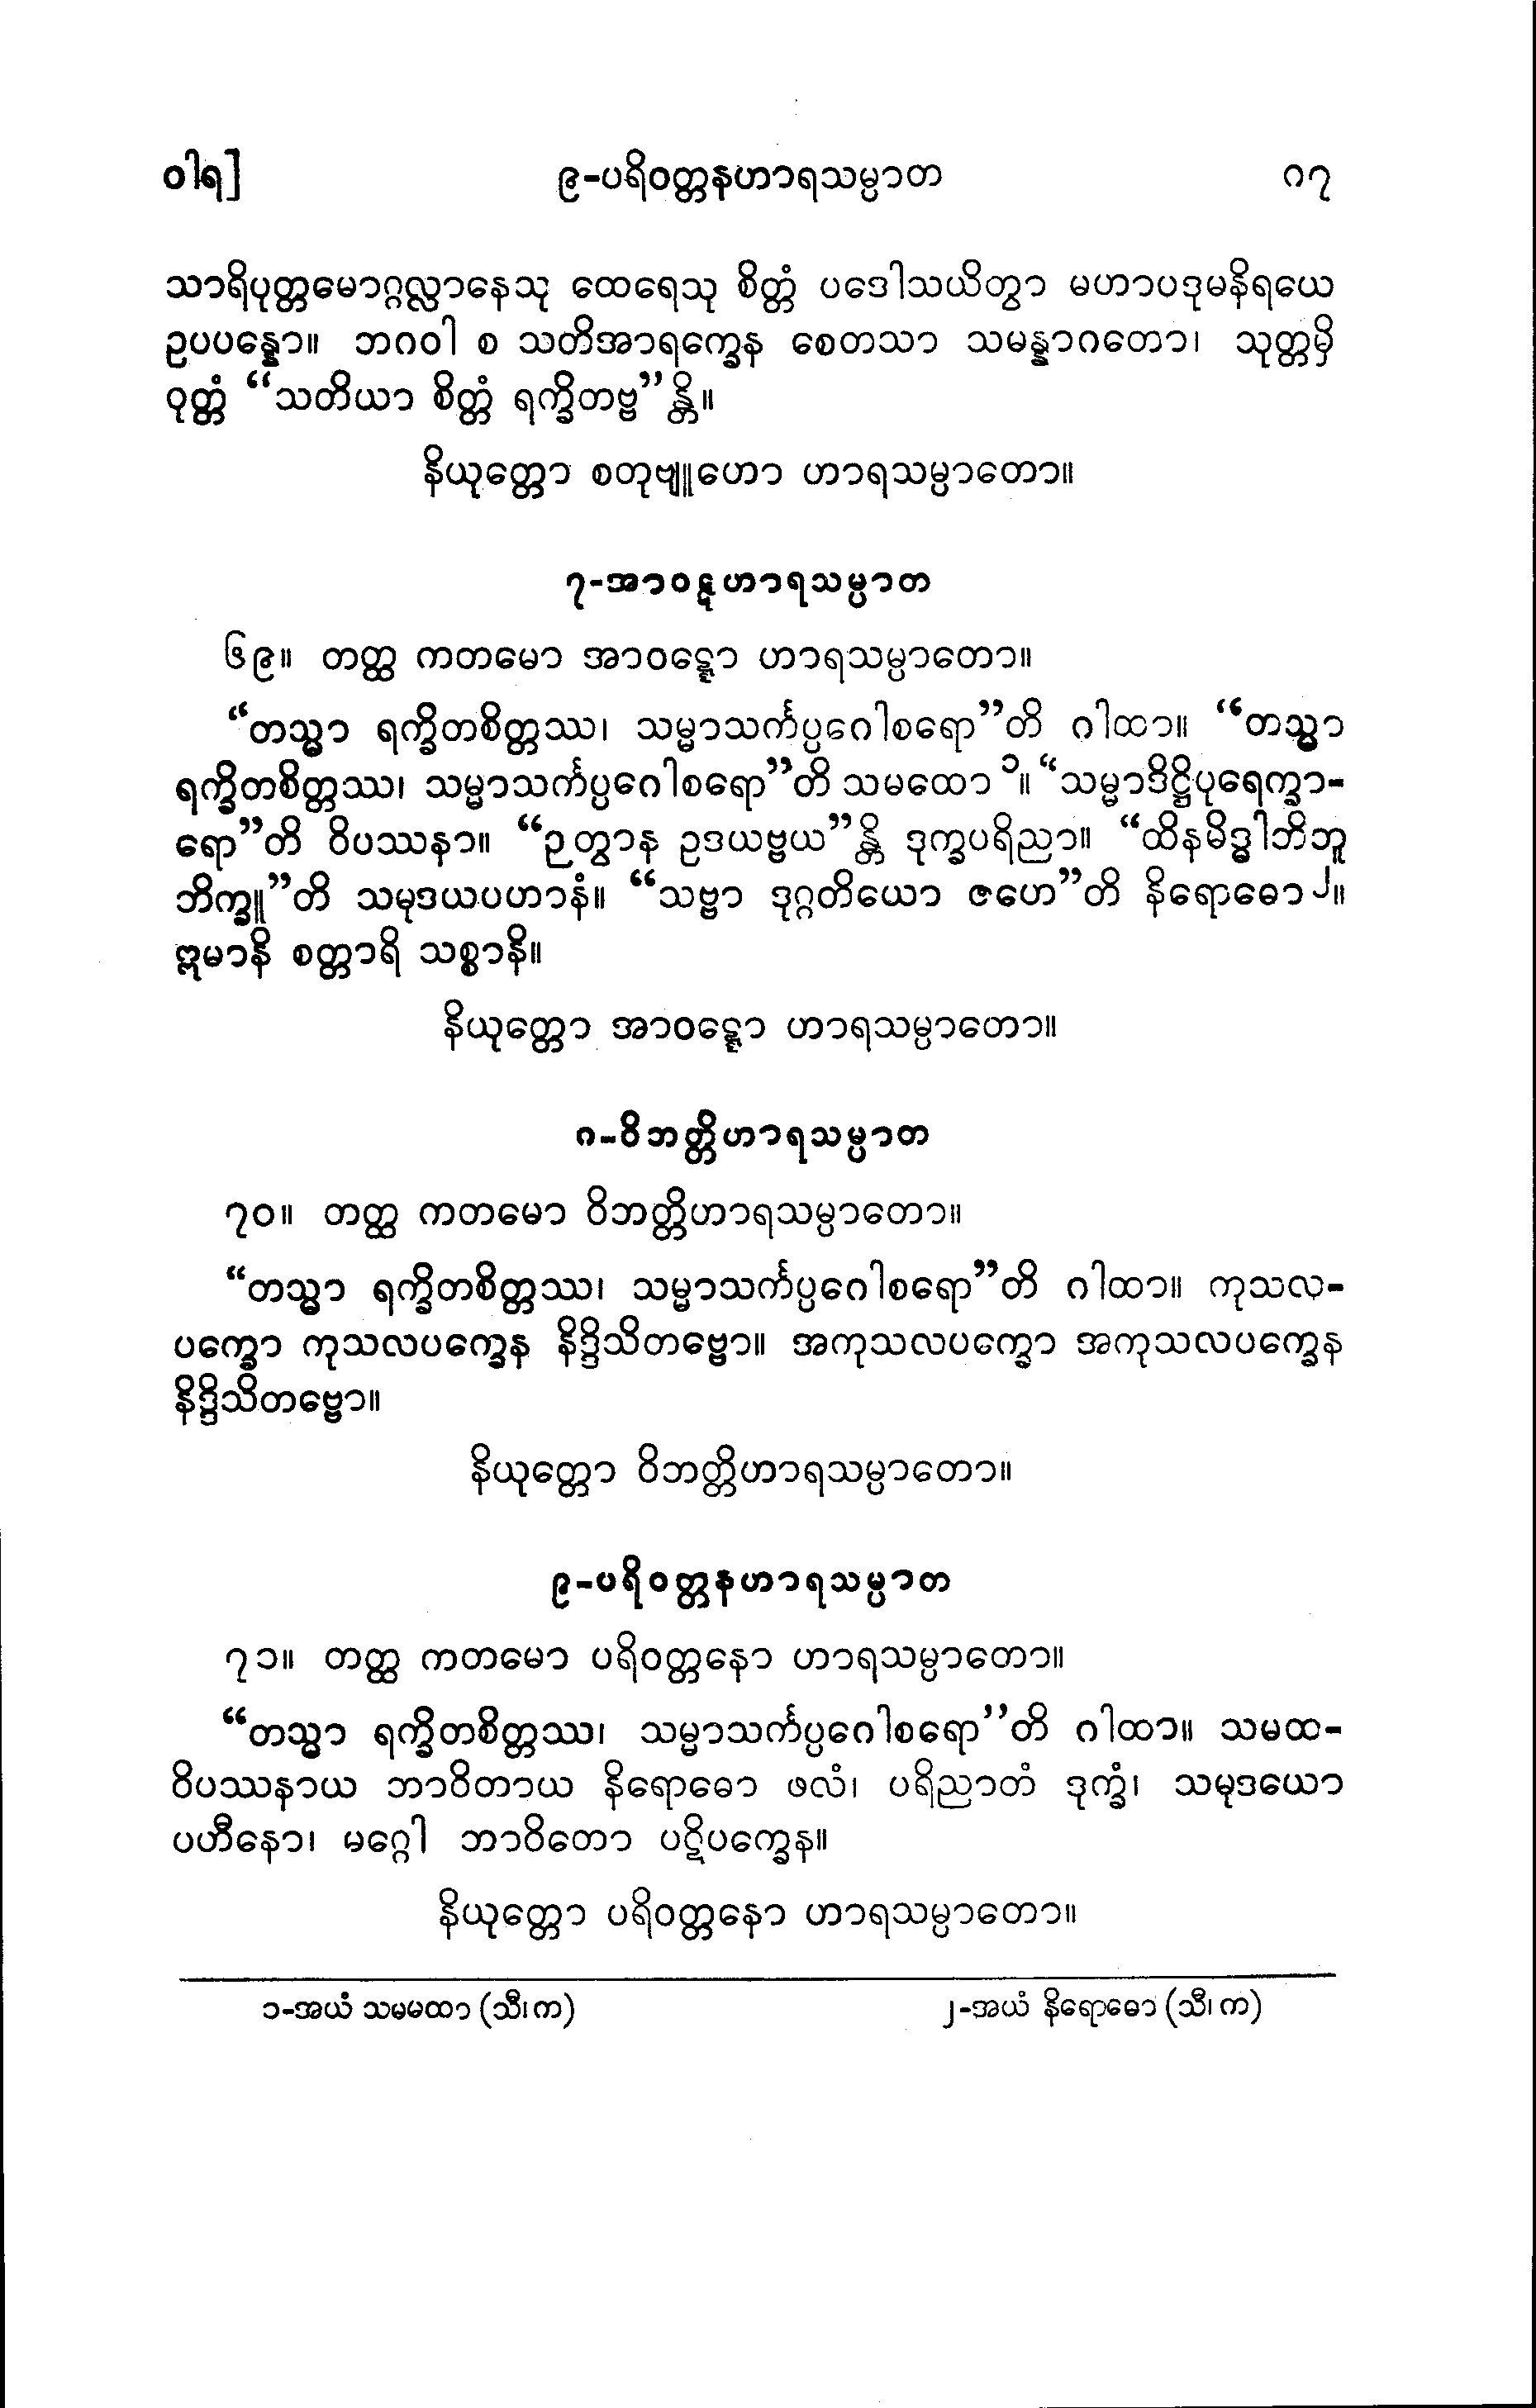 ဝါရ] ၉-ပရိဝတ္တနဟာရသမ္ပာတ ၈၇
သာရိပုတ္တမောဂ္ဂလ္လာနေသု ထေရေသု စိတ္တံ ပဒေါသယိတွာ မဟာပဒုမနိရယေ
ဥပပန္နော။ ဘဂဝါ စ သတိအာရက္ခေန စေတသာ သမန္နာဂတော၊ သုတ္တမှိ
ဝုတ္တံ “သတိယာ စိတ္တံ ရက္ခိတဗ္ဗ”န္တိ။
နိယုတ္တော စတုဗျူဟော ဟာရသမ္ပာတော။
၇-အာဝဋ္ဋဟာရသမ္ပာတ
၆၉။ တတ္ထ ကတမော အာဝဋ္ဋော ဟာရသမ္ပာတော။
“တသ္မာ ရက္ခိတစိတ္တဿ၊ သမ္မာသင်္ကပ္ပဂေါစရော”တိ ဂါထာ။ “တသ္မာ
ရက္ခိတစိတ္တဿ၊ သမ္မာသင်္ကပ္ပဂေါစရော”တိ သမထော ၁။ “သမ္မာဒိဋ္ဌိပုရေက္ခာ-
ရော”တိ ဝိပဿနာ။ “ဉတွာန ဥဒယဗ္ဗယ”န္တိ ဒုက္ခပရိညာ။ “ထိနမိဒ္ဓါဘိဘူ
ဘိက္ခူ”တိ သမုဒယပဟာနံ။ “သဗ္ဗာ ဒုဂ္ဂတိယော ဇဟေ”တိ နိရောဓော ၂။
ဣမာနိ စတ္တာရိ သစ္စာနိ။
နိယုတ္တော အာဝဋ္ဋော ဟာရသမ္ပာတော။
၈-ဝိဘတ္တိဟာရသမ္ပာတ
၇၀။ တတ္ထ ကတမော ဝိဘတ္တိဟာရသမ္ပာတော။
“တသ္မာ ရက္ခိတစိတ္တဿ၊ သမ္မာသင်္ကပ္ပဂေါစရော”တိ ဂါထာ။ ကုသလ-
ပက္ခော ကုသလပက္ခေန နိဒ္ဒိသိတဗ္ဗော။ အကုသလပက္ခော အကုသလပက္ခေန
နိဒ္ဒိသိတဗ္ဗော။
နိယုတ္တော ဝိဘတ္တိဟာရသမ္ပာတော။
၉-ပရိဝတ္တနဟာရသမ္ပာတ
၇၁။ တတ္ထ ကတမော ပရိဝတ္တနော ဟာရသမ္ပာတော။
“တသ္မာ ရက္ခိတစိတ္တဿ၊ သမ္မာသင်္ကပ္ပဂေါစရော”တိ ဂါထာ။ သမထ-
ဝိပဿနာယ ဘာဝိတာယ နိရောဓော ဖလံ၊ ပရိညာတံ ဒုက္ခံ၊ သမုဒယော
ပဟီနော၊ မဂ္ဂေါ ဘာဝိတော ပဋိပက္ခေန။
နိယုတ္တော ပရိဝတ္တနော ဟာရသမ္ပာတော။
၁-အယံ သမမထာ (သီ၊ က) ၂-အယံ နိရောဓော (သီ၊ က)